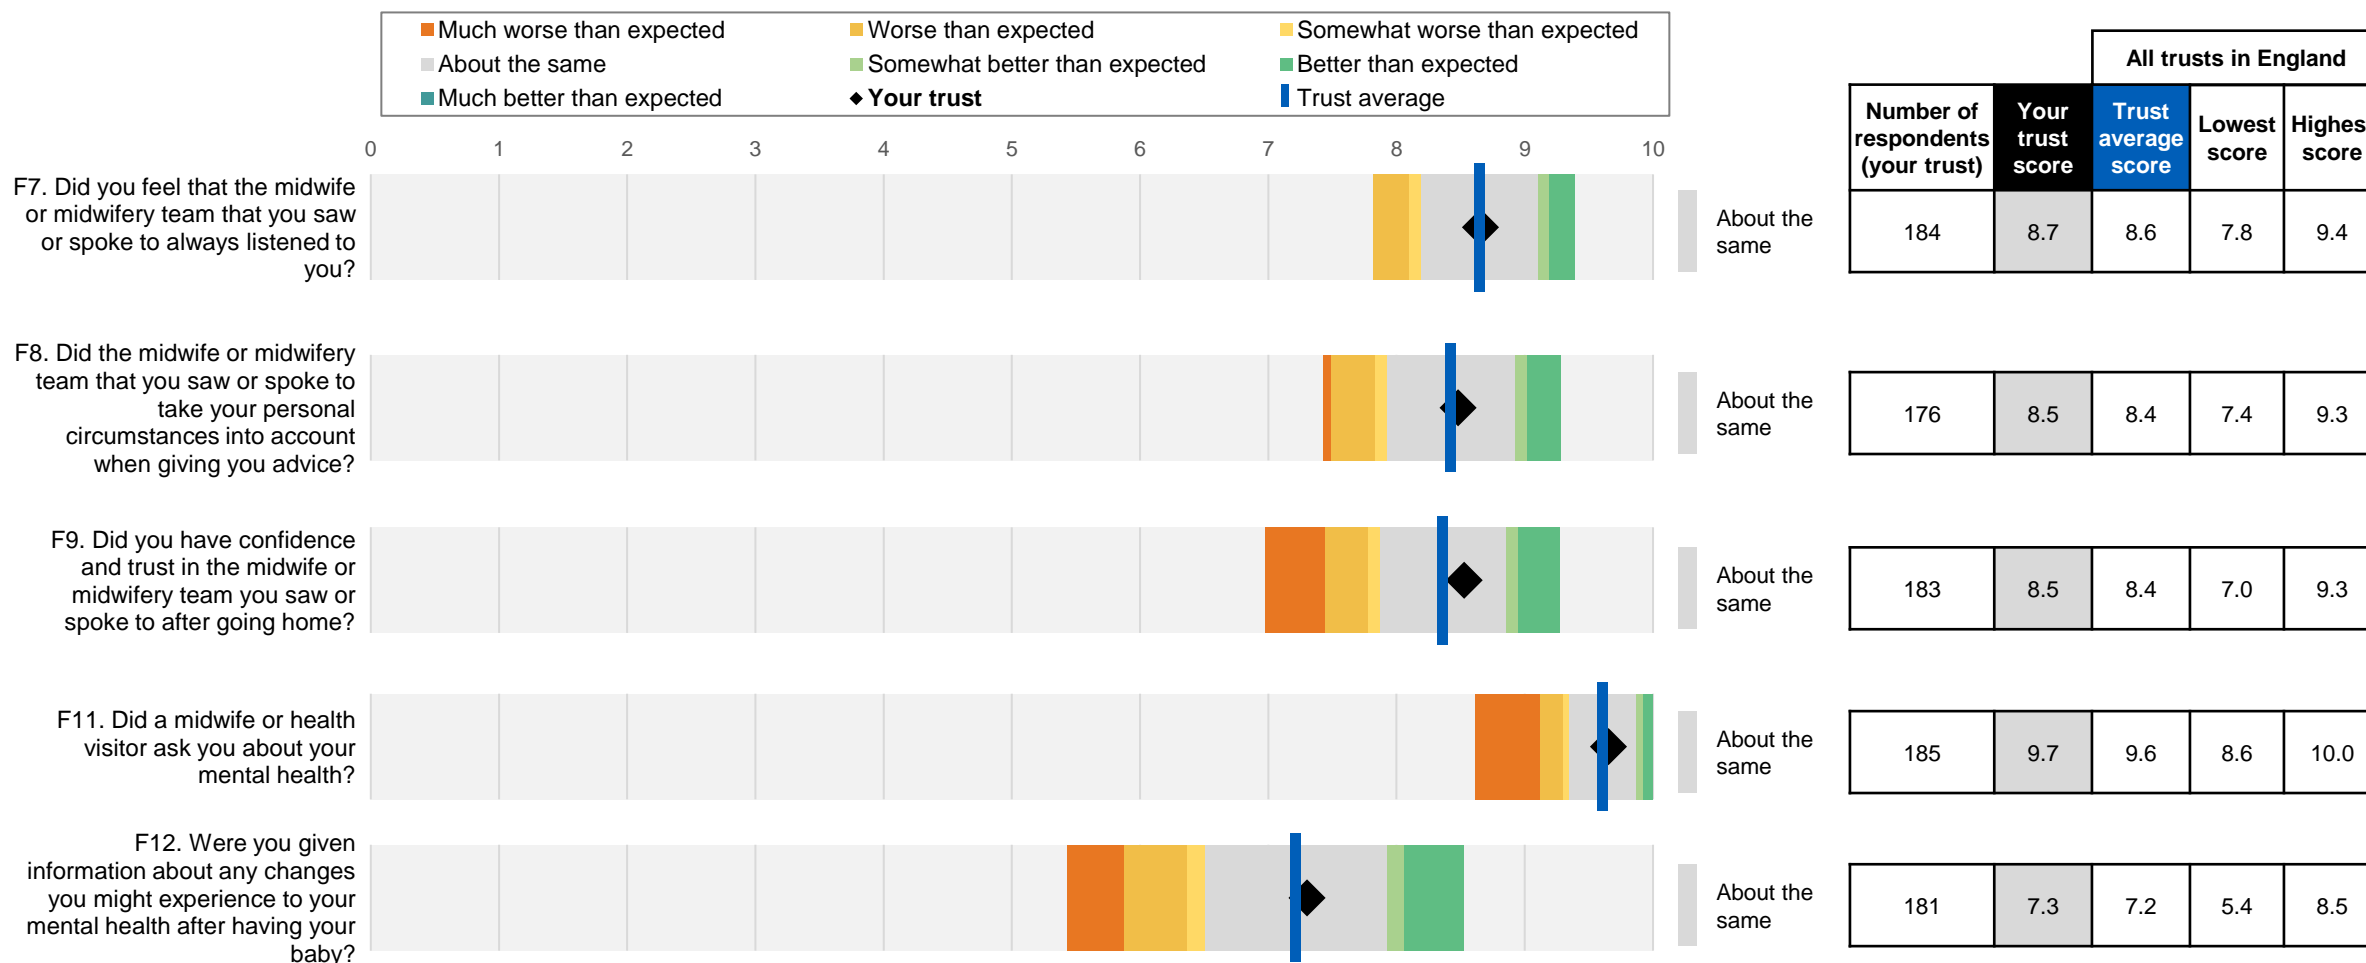 Much worse than expected
Worse than expected
Somewhat worse than expected
About the same
Somewhat better than expected
Better than expected
Much better than expected
Your trust
Trust average
All trusts in England
Number of
respondents
(your trust)
Your
trust
score
Trust
average
score
Lowest
score
Highes
score
0 1 2 3 4 5 6 7 8 9 10
F7. Did you feel that the midwife
or midwifery team that you saw
or spoke to always listened to
you?
About the
same
184 8.7 8.6 7.8 9.4
F8. Did the midwife or midwifery
team that you saw or spoke to
take your personal
circumstances into account
when giving you advice?
About the
same
176 8.5 8.4 7.4 9.3
F9. Did you have confidence
and trust in the midwife or
midwifery team you saw or
spoke to after going home?
About the
same
183 8.5 8.4 7.0 9.3
F11. Did a midwife or health
visitor ask you about your
mental health?
About the
same
185 9.7 9.6 8.6 10.0
F12. Were you given
information about any changes
you might experience to your
mental health after having your
baby?
About the
same
181 7.3 7.2 5.4 8.5